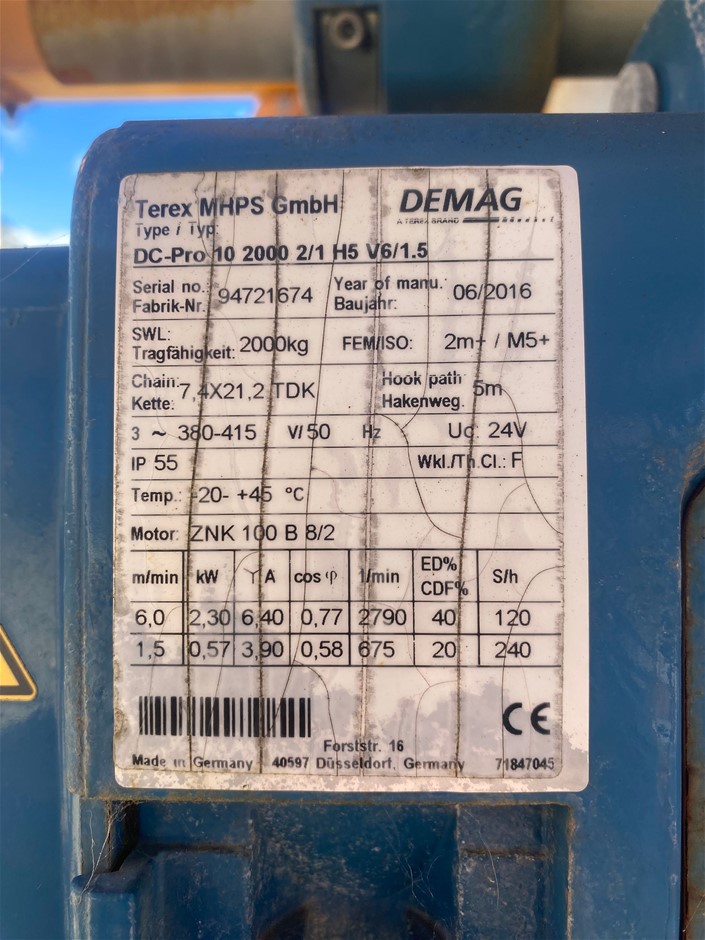 Terex MHPS GmbH DEMAG
A TEREX BRAND
Type / Typ:
DC-Pro 10 2000 2/1 H5 V6/1.5
Serial no.: 94721674 Year of manu.: 06/2016
Fabrik-Nr. Baujahr:
SWL: 2000kg FEM/ISO: 2m+ / M5+
Tragfähigkeit:
Chain: 7,4X21,2 TDK Hook path 5m
Kette: Hakenweg.
3 ~ 380-415 V/50 Hz Uc: 24V
IP 55 Wkl./Th.Cl.: F
Temp.: -20- +45 °C
Motor: ZNK 100 B 8/2
m/min kW Y A cos φ 1/min ED% CDF% S/h
6,0 2,30 6,40 0,77 2790 40 120
1,5 0,57 3,90 0,58 675 20 240
CE
Forststr. 16
Made in Germany 40597 Düsseldorf, Germany 71847045